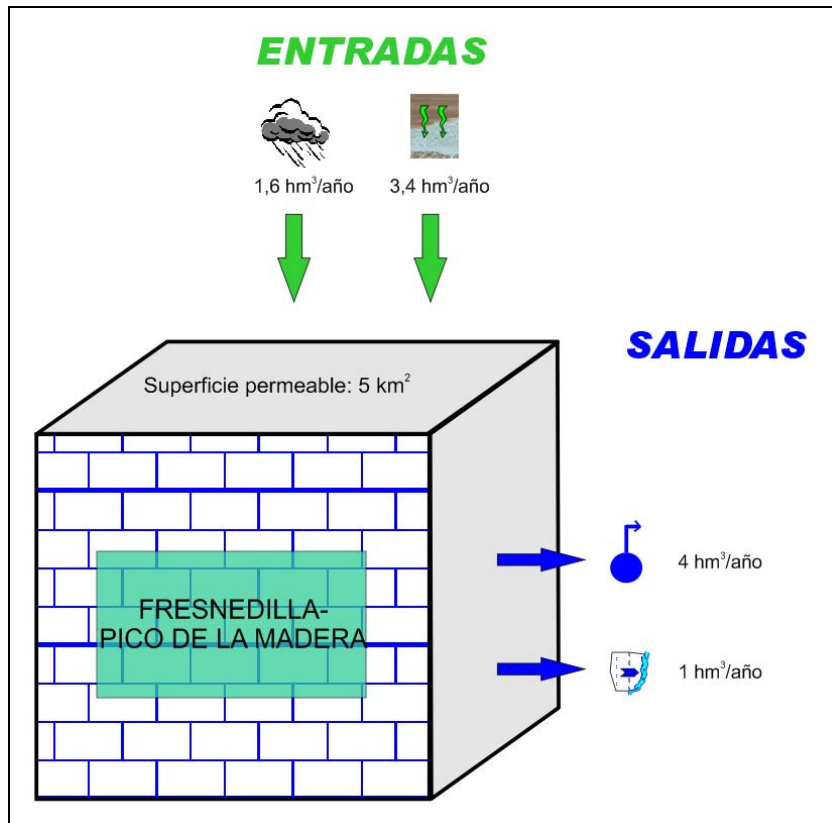 ENTRADAS
1,6 hm³/año
3,4 hm³/año
SALIDAS
Superficie permeable: 5 km²
4 hm³/año
FRESNEDILLA-
PICO DE LA MADERA
1 hm³/año